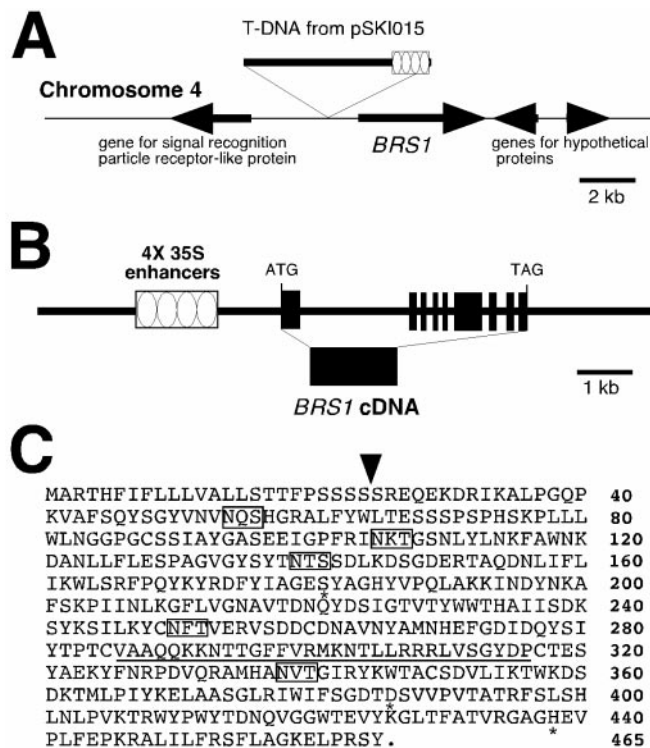 A
T-DNA from pSKI015
Chromosome 4
gene for signal recognition
particle receptor-like protein
BRS1
genes for hypothetical
proteins
2 kb
B
4X 35S
enhancers
ATG
TAG
BRS1 cDNA
1 kb
C
MARTHFIFLLLVALLSTTFPSSSSSREQEKDRIKALPGQP 40
KVAFSQYSGYVNVNQSHGRALFYWLTESSSPSPHSKPLLL 80
WLNGGPGCSSIAYGASEEIGPFRINKTGSNLYLNKFAWNK 120
DANLLFLESPAGVGYSYTNTSSDLKDSGDERTAQDNLIFL 160
IKWLSRFPQYKYRDFYIAGESYAGHYVPQLAKKINDYNKA 200
*
FSKPIINLKGFLVGNAVTDNQYDSIGTVTYWWTHAIISDK 240
SYKSILKYCNFTVERVSDDCDNAVNYAMNHEFGDIDQYSI 280
YTPTCVAAQQKKNTTGFFVRMKNTLLRRRLVSGYDPCTES 320
YAEKYFNRPDVQRAMHANVTGIRYKWTACSDVLIKTWKDS 360
DKTMLPIYKELAASGLRIWIFSGDTDSVVPVTATRFSLSH 400
*
LNLPVKTRWYPWYTDNQVGGWTEVYKGLTFATVRGAGHEV 440
*
PLFEPKRALILFRSFLAGKELPRSY. 465